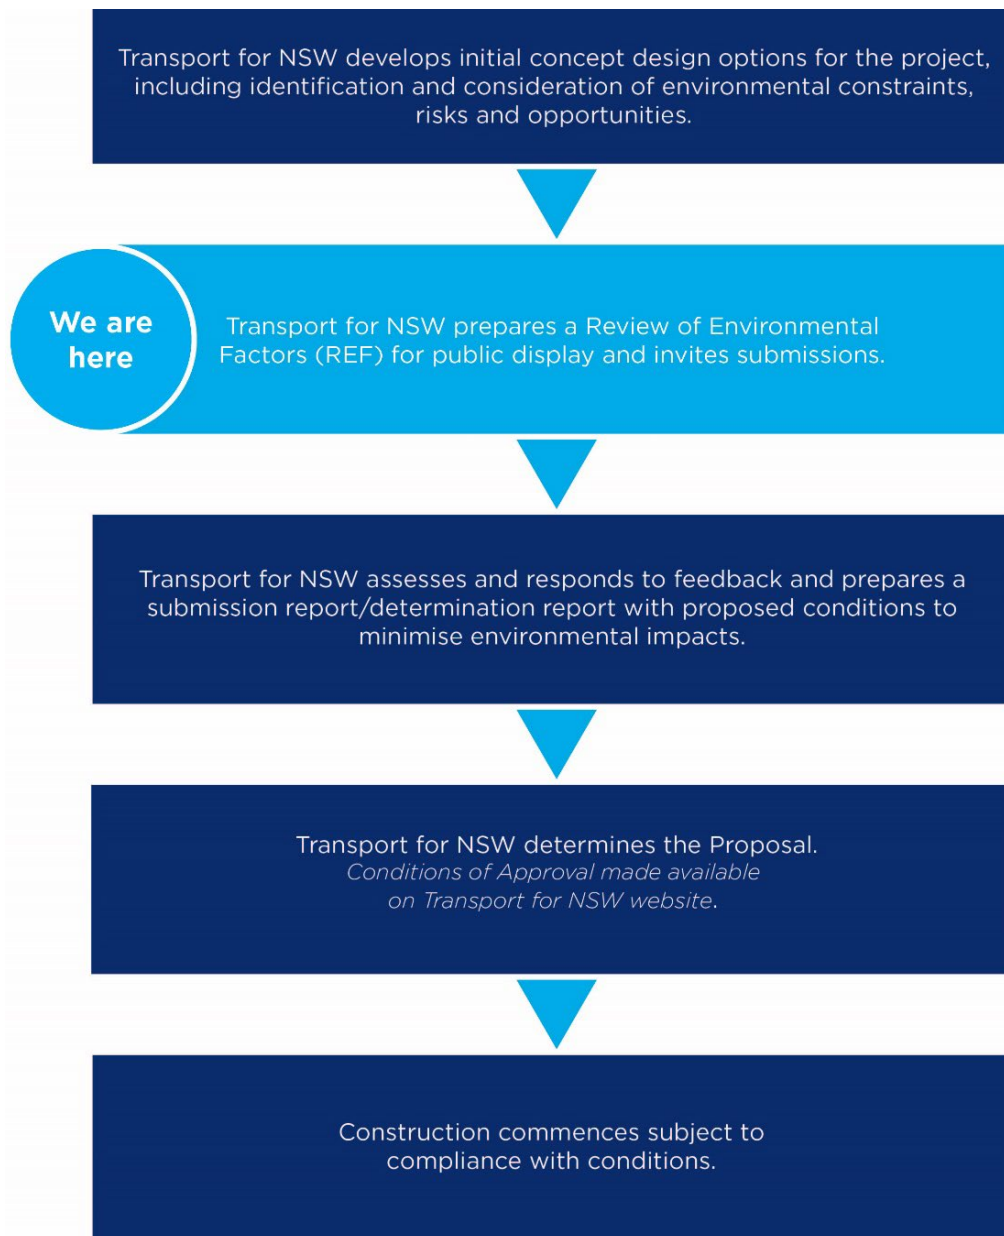 Transport for NSW develops initial concept design options for the project,
including identification and consideration of environmental constraints,
risks and opportunities.
We are
here
Transport for NSW prepares a Review of Environmental
Factors (REF) for public display and invites submissions.
Transport for NSW assesses and responds to feedback and prepares a
submission report/determination report with proposed conditions to
minimise environmental impacts.
Transport for NSW determines the Proposal.
Conditions of Approval made available
on Transport for NSW website.
Construction commences subject to
compliance with conditions.